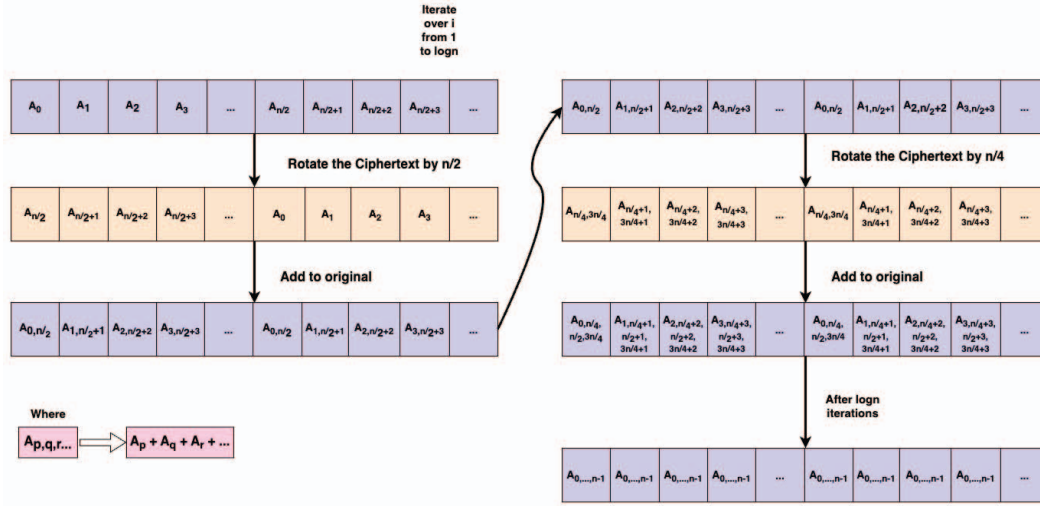 Iterate
over i
from 1
to logn
A0 A1 A2 A3 ... An/2 An/2+1 An/2+2 An/2+3 ...
Rotate the Ciphertext by n/2
An/2 An/2+1 An/2+2 An/2+3 ... A0 A1 A2 A3 ...
Add to original
A0,n/2 A1,n/2+1 A2,n/2+2 A3,n/2+3 ... A0,n/2 A1,n/2+1 A2,n/2+2 A3,n/2+3 ...
Where
Ap,q,r... Ap + Aq + Ar + ...
A0,n/2 A1,n/2+1 A2,n/2+2 A3,n/2+3 ... A0,n/2 A1,n/2+1 A2,n/2+2 A3,n/2+3 ...
Rotate the Ciphertext by n/4
An/4,3n/4 An/4+1, An/4+2, An/4+3, ... An/4,3n/4 An/4+1, An/4+2, An/4+3, ...
3n/4+1 3n/4+2 3n/4+3 3n/4+1 3n/4+2 3n/4+3
Add to original
A0,n/4, A1,n/4+1, A2,n/4+2, A3,n/4+3, ... A0,n/4, A1,n/4+1, A2,n/4+2, A3,n/4+3, ...
n/2,3n/4 n/2+1, n/2+2, n/2+3, n/2,3n/4 n/2+1, n/2+2, n/2+3,
3n/4+1 3n/4+2 3n/4+3 3n/4+1 3n/4+2 3n/4+3
After logn
iterations
A0,...,n-1 A0,...,n-1 A0,...,n-1 A0,...,n-1 ... A0,...,n-1 A0,...,n-1 A0,...,n-1 A0,...,n-1 ...